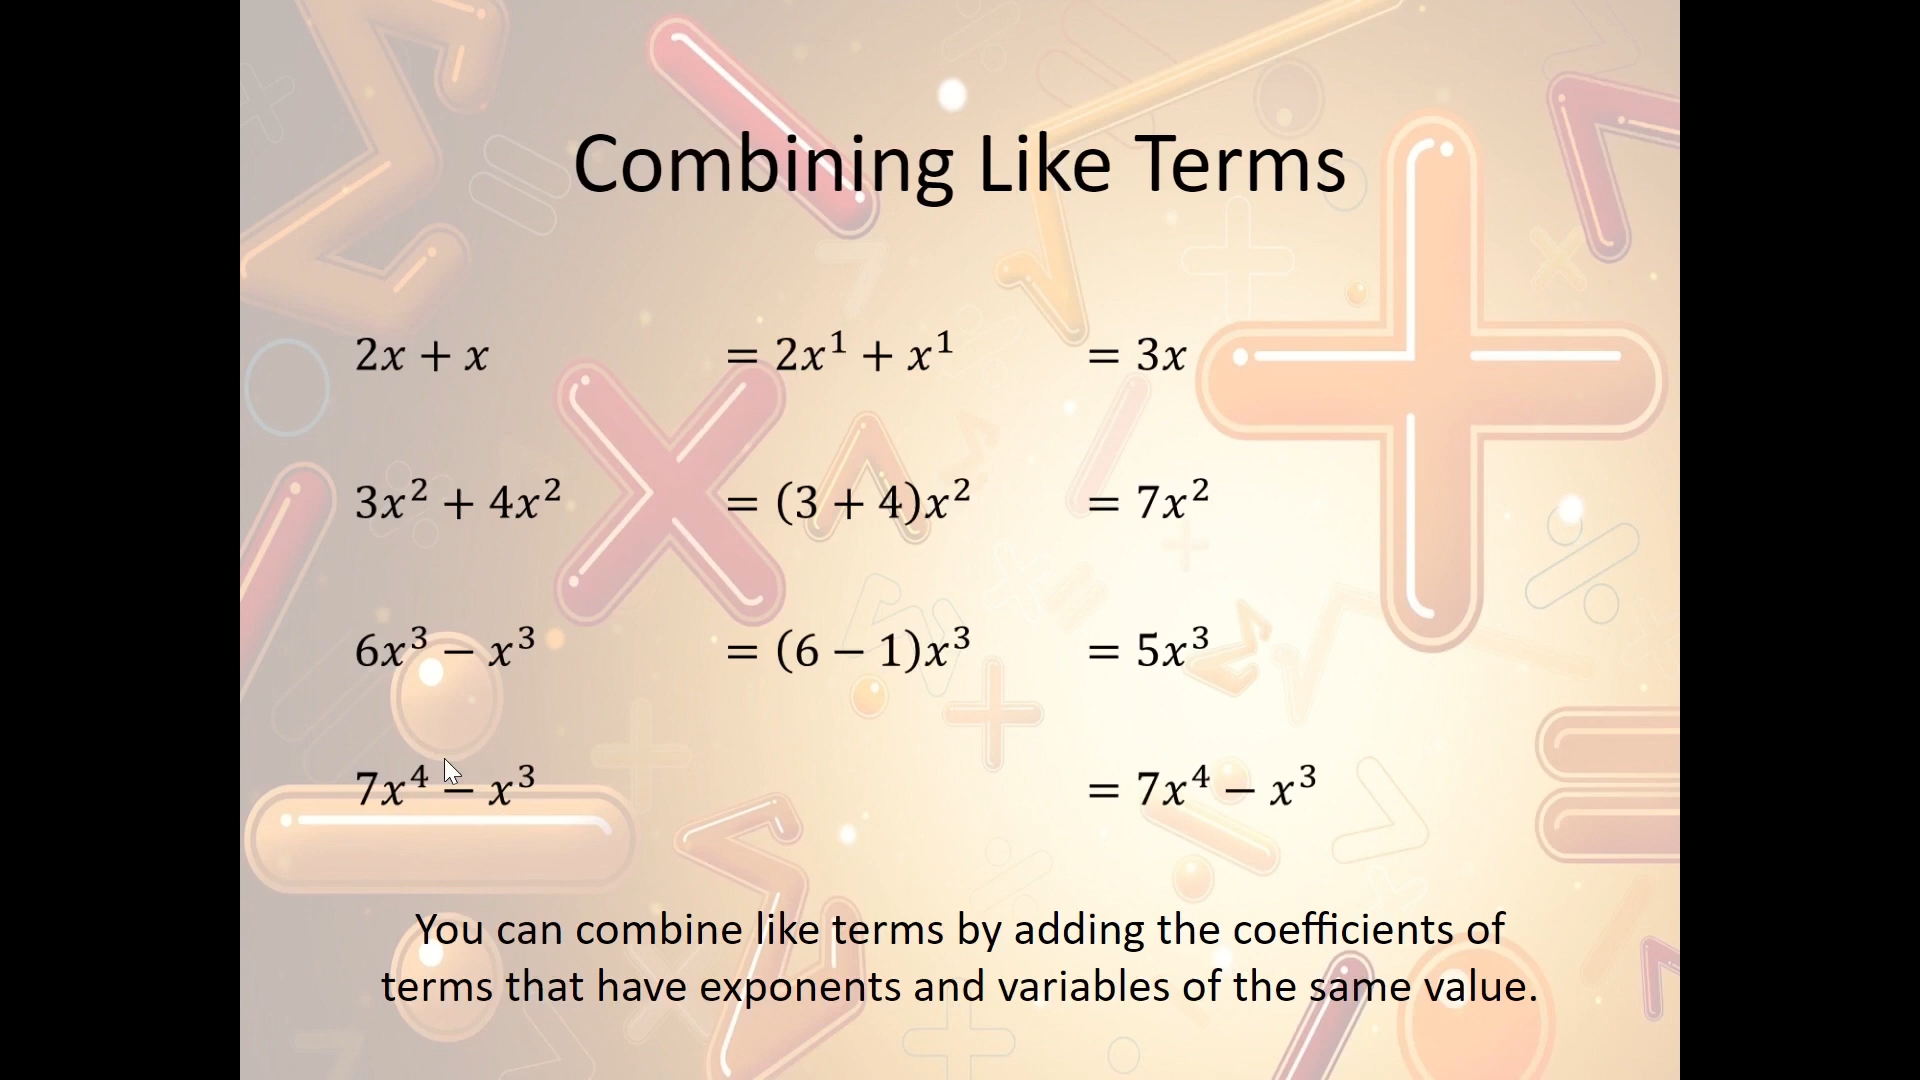 Combining Like Terms
2x + x = 2x¹ + x¹ = 3x
3x² + 4x² = (3 + 4)x² = 7x²
6x³ − x³ = (6 − 1)x³ = 5x³
7x⁴ − x³ = 7x⁴ − x³
You can combine like terms by adding the coefficients of
terms that have exponents and variables of the same value.